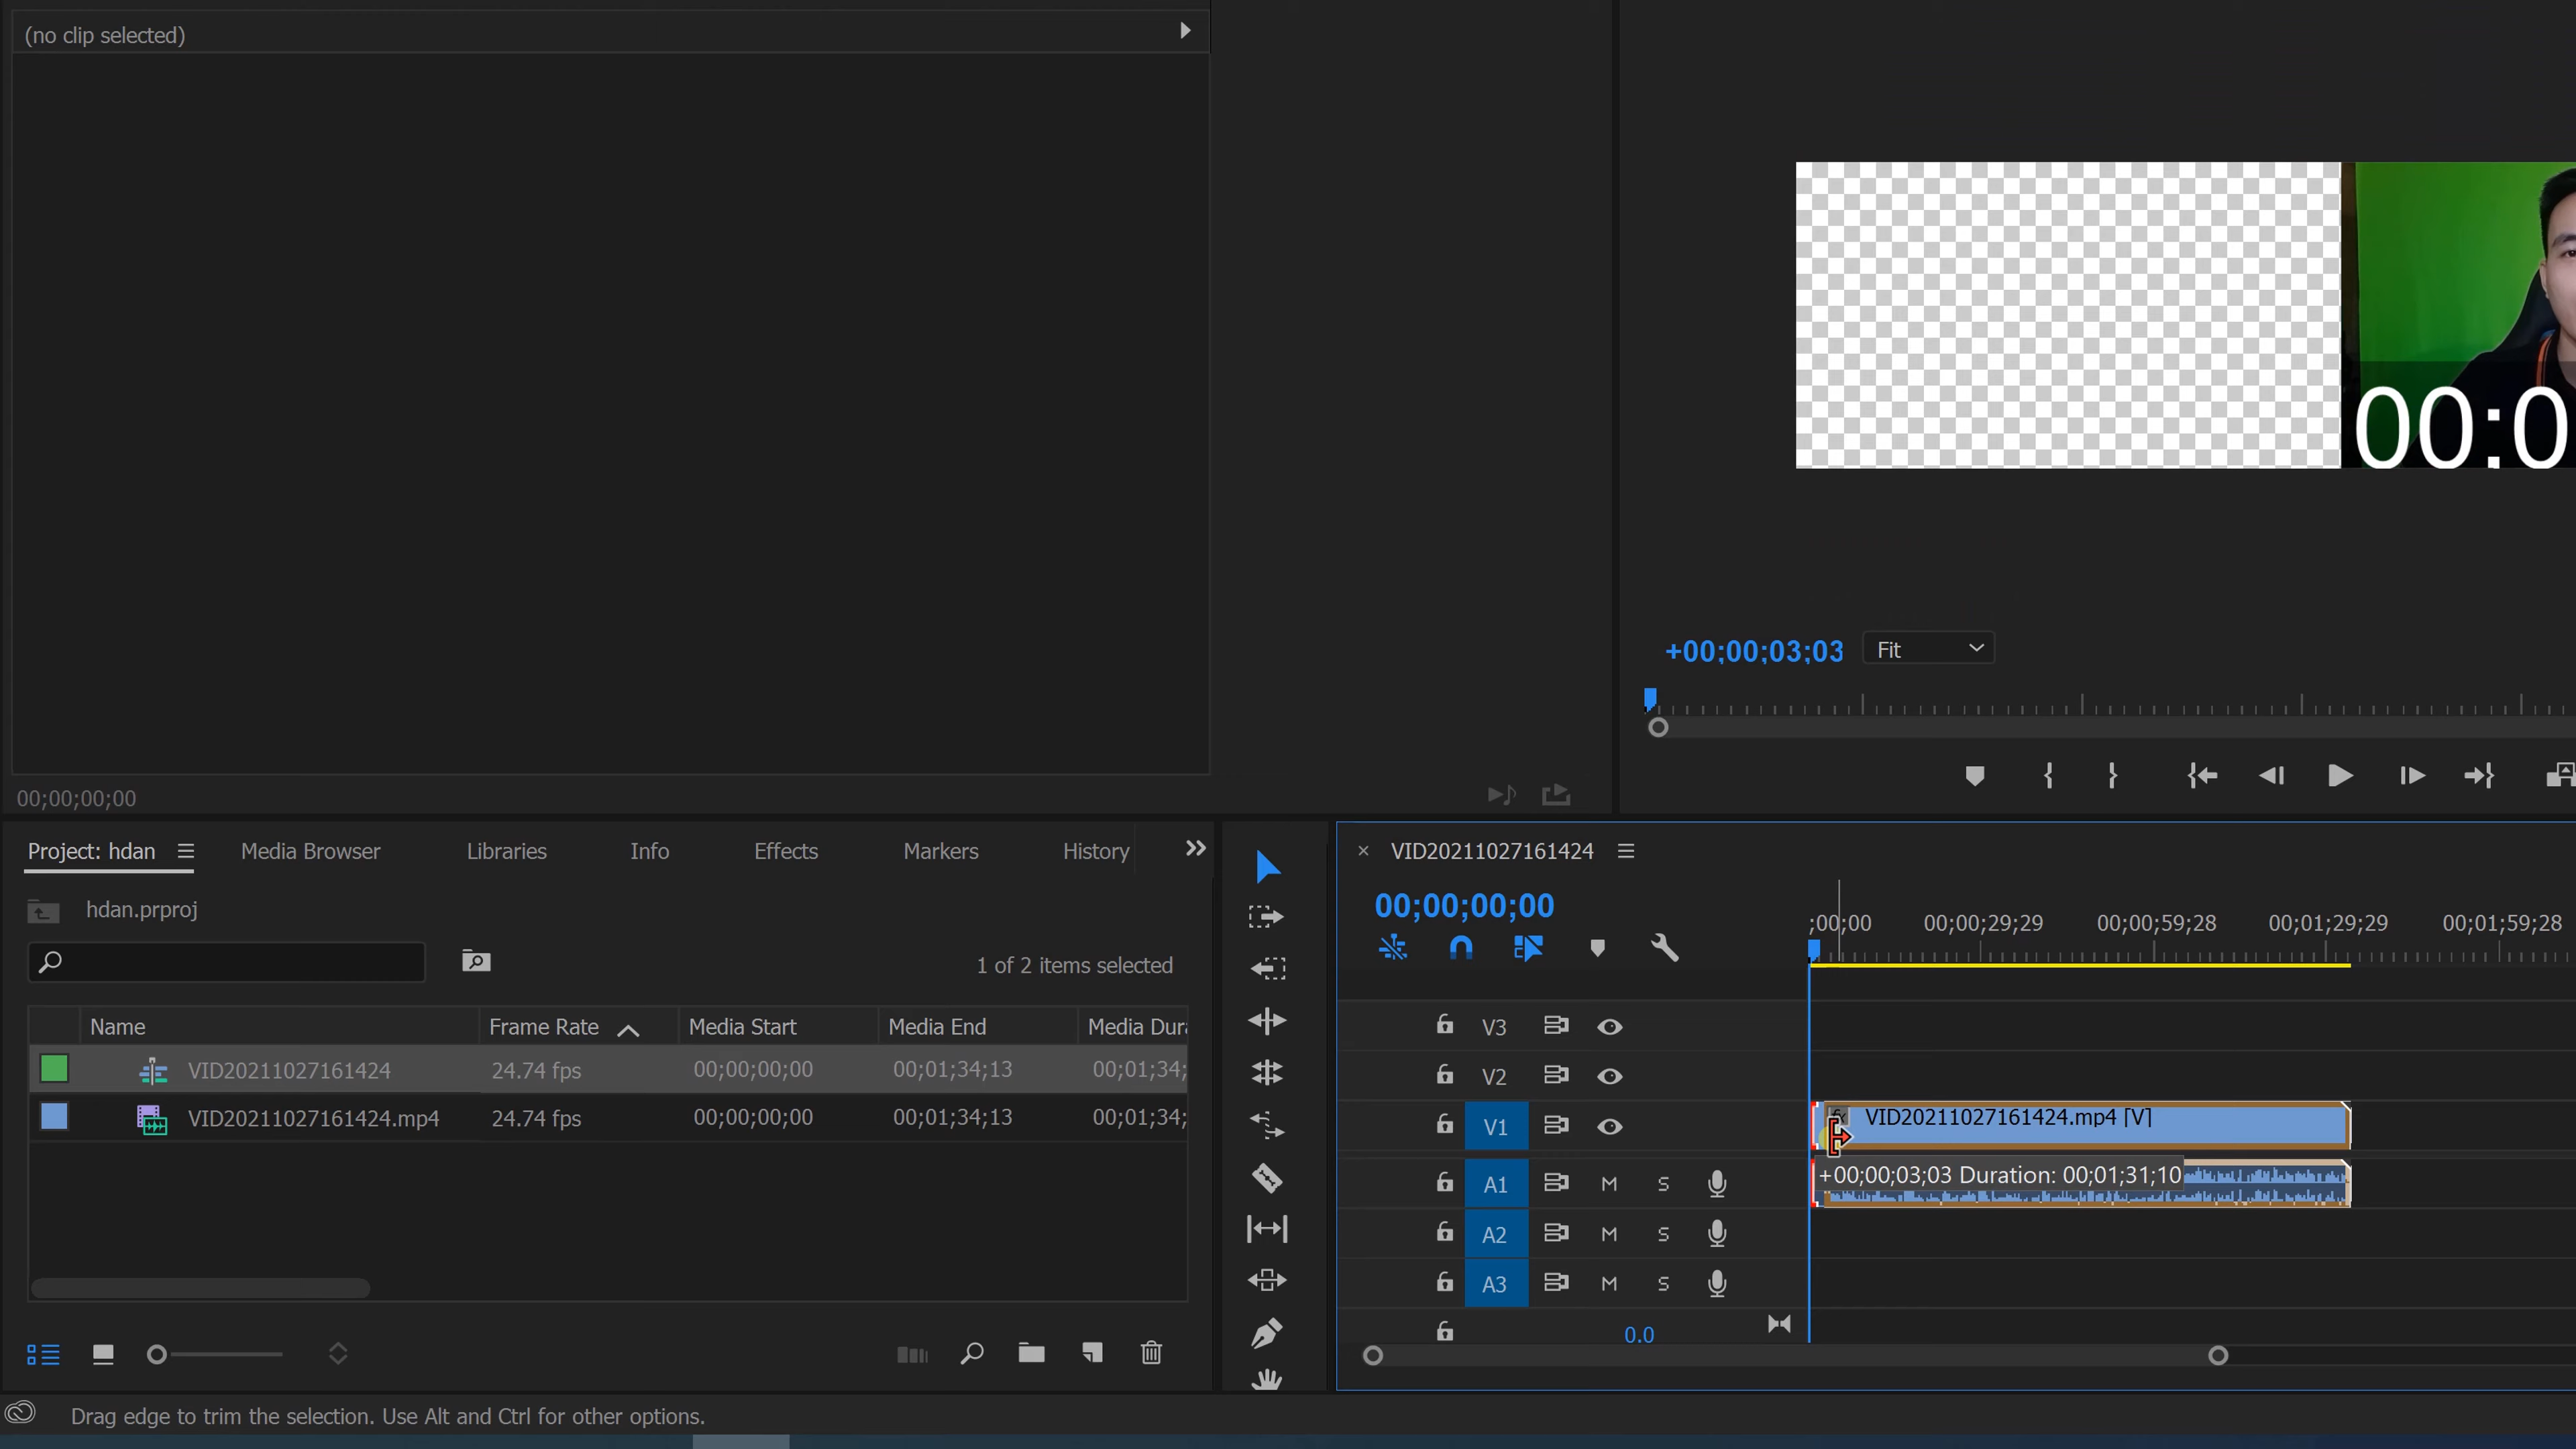 (no clip selected)
00:0
+00;00;03;03
Fit
00;00;00;00
Project: hdan
Media Browser
Libraries
Info
Effects
Markers
History
hdan.prproj
1 of 2 items selected
Name Frame Rate Media Start Media End Media Dura
VID20211027161424 24.74 fps 00;00;00;00 00;01;34;13 00;01;34;
VID20211027161424.mp4 24.74 fps 00;00;00;00 00;01;34;13 00;01;34;
VID20211027161424
00;00;00;00
;00;00 00;00;29;29 00;00;59;28 00;01;29;29 00;01;59;28
V3
V2
V1
VID20211027161424.mp4 [V]
A1 M S
+00;00;03;03 Duration: 00;01;31;10
A2 M S
A3 M S
0.0
Drag edge to trim the selection. Use Alt and Ctrl for other options.